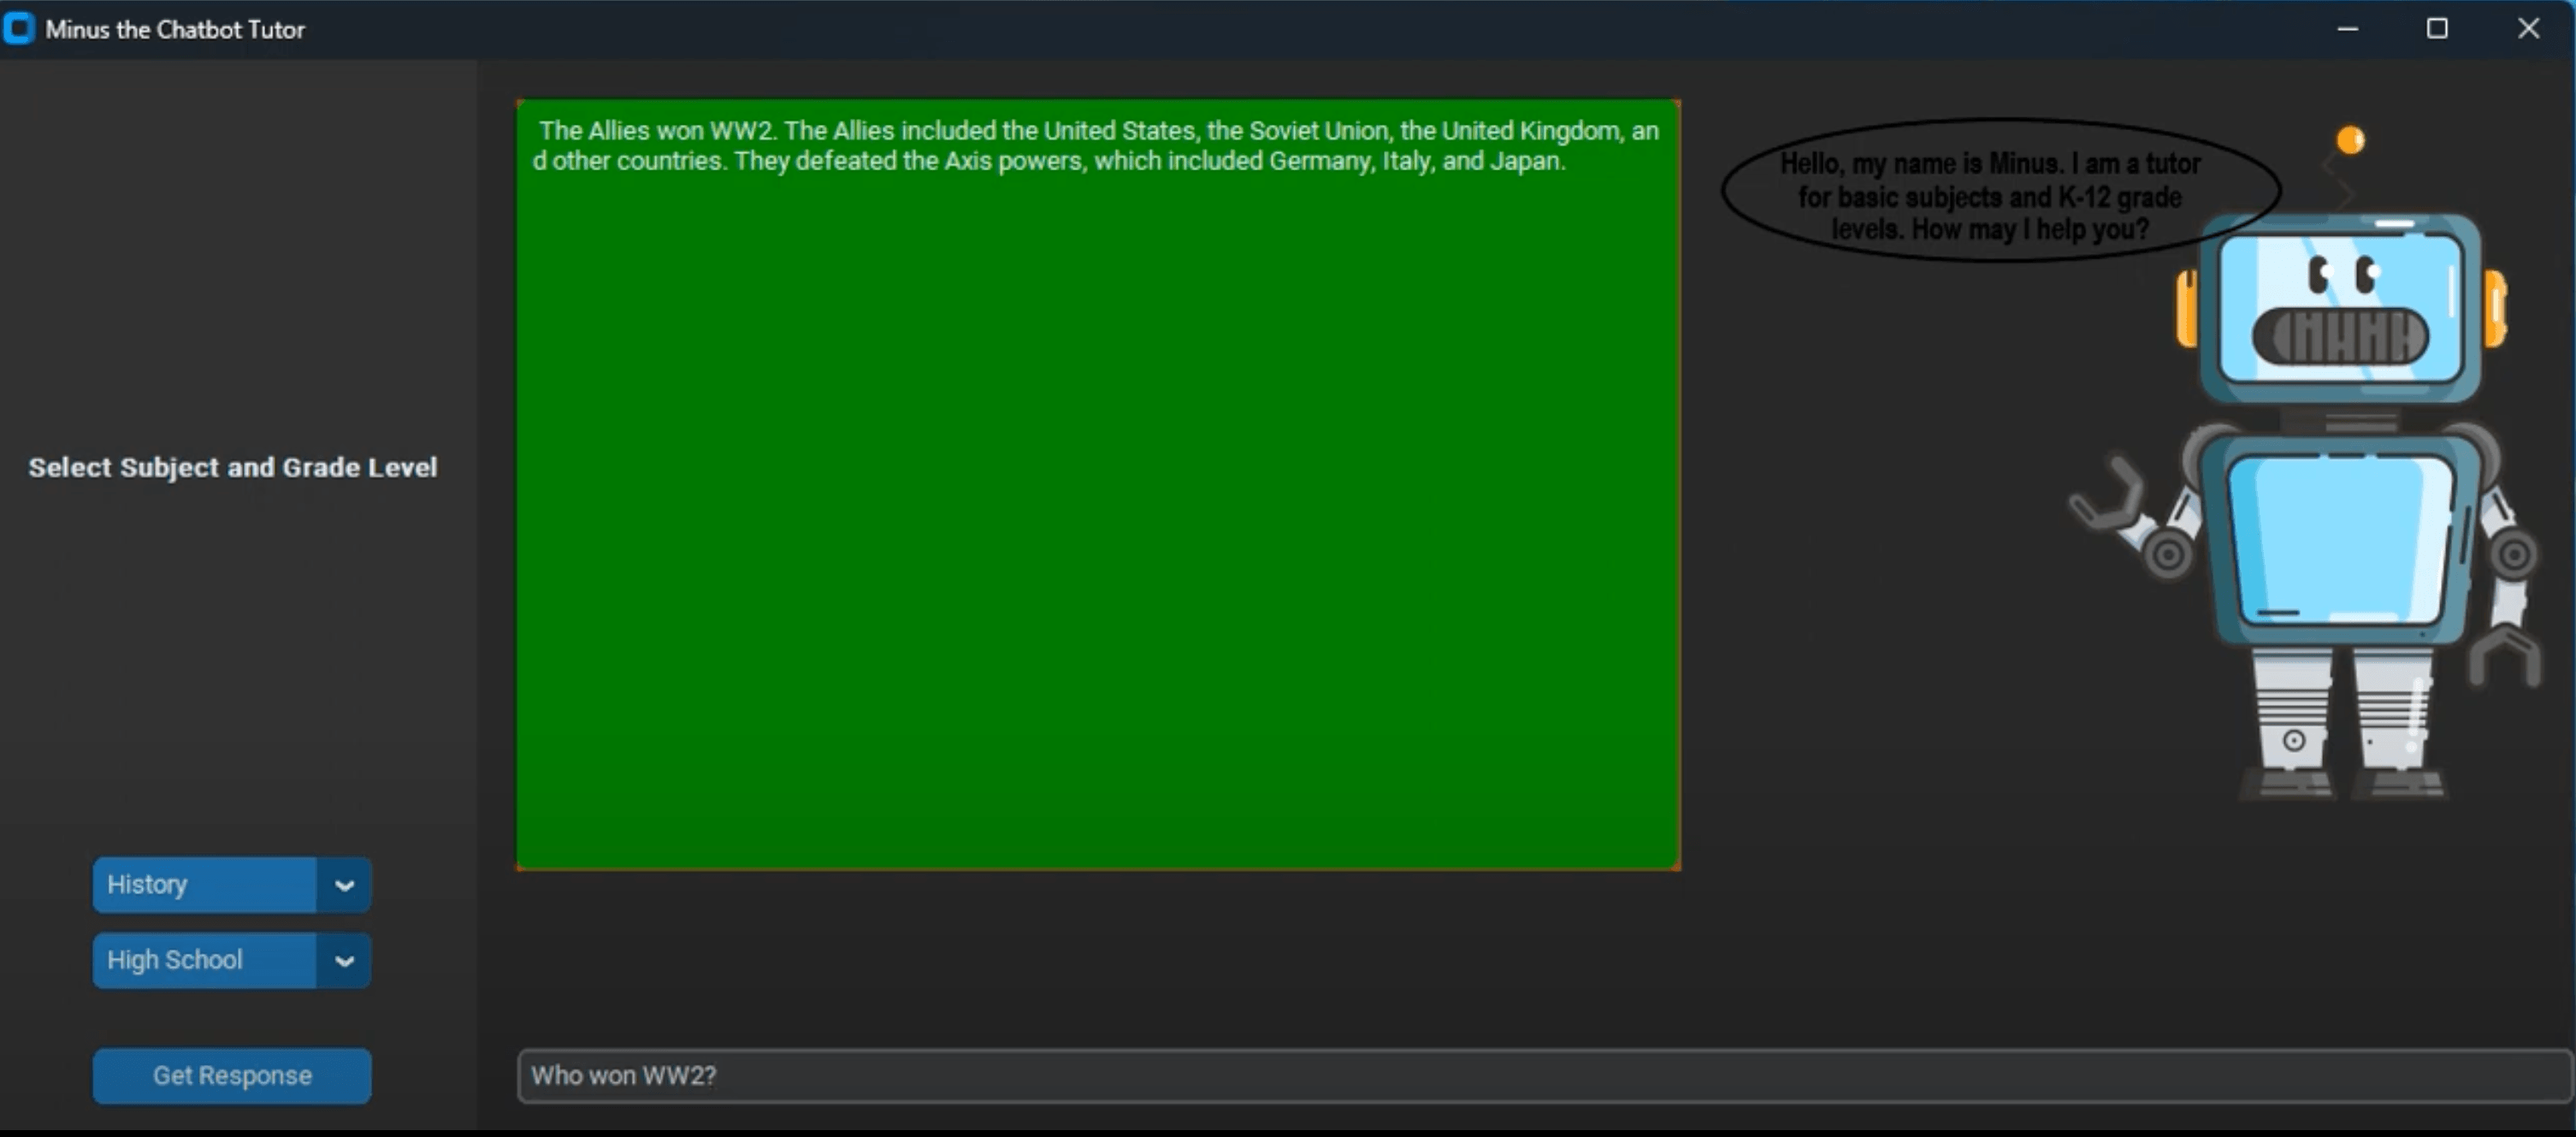 Minus the Chatbot Tutor
The Allies won WW2. The Allies included the United States, the Soviet Union, the United Kingdom, an
d other countries. They defeated the Axis powers, which included Germany, Italy, and Japan.
Hello, my name is Minus. I am a tutor
for basic subjects and K-12 grade
levels. How may I help you?
Select Subject and Grade Level
History
High School
Get Response
Who won WW2?